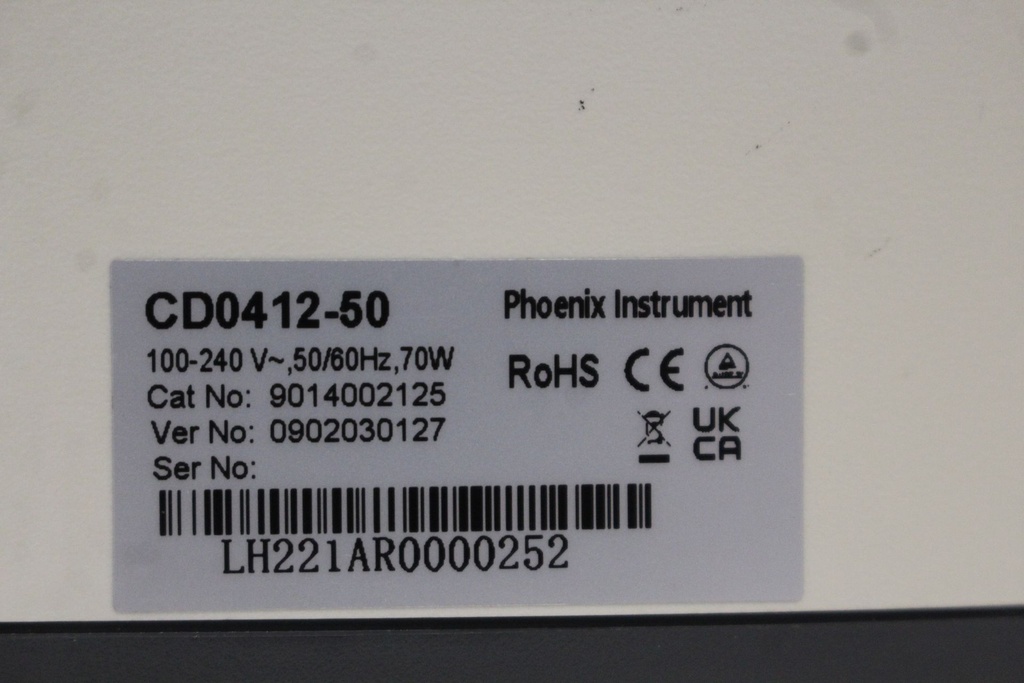 CD0412-50
Phoenix Instrument
100-240 V~,50/60Hz,70W
RoHS CE
Cat No: 9014002125
Ver No: 0902030127
UK
CA
Ser No:
LH221AR0000252